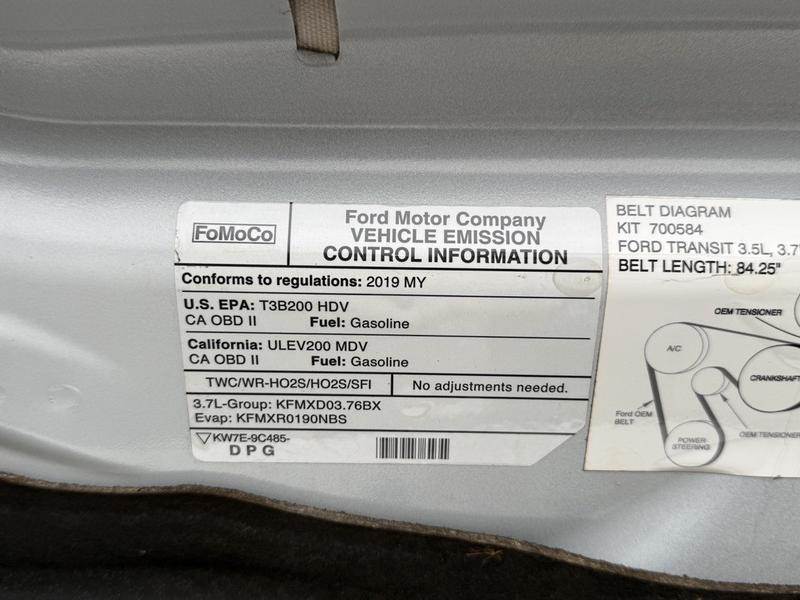 FoMoCo
Ford Motor Company
VEHICLE EMISSION
CONTROL INFORMATION
Conforms to regulations: 2019 MY
U.S. EPA: T3B200 HDV
CA OBD II Fuel: Gasoline
California: ULEV200 MDV
CA OBD II Fuel: Gasoline
TWC/WR-HO2S/HO2S/SFI
No adjustments needed.
3.7L-Group: KFMXD03.76BX
Evap: KFMXR0190NBS
KW7E-9C485-
DPG
BELT DIAGRAM
KIT 700584
FORD TRANSIT 3.5L, 3.7
BELT LENGTH: 84.25"
OEM TENSIONER
A/C
CRANKSHAFT
Ford OEM
BELT
OEM TENSIONER
POWER
STEERING